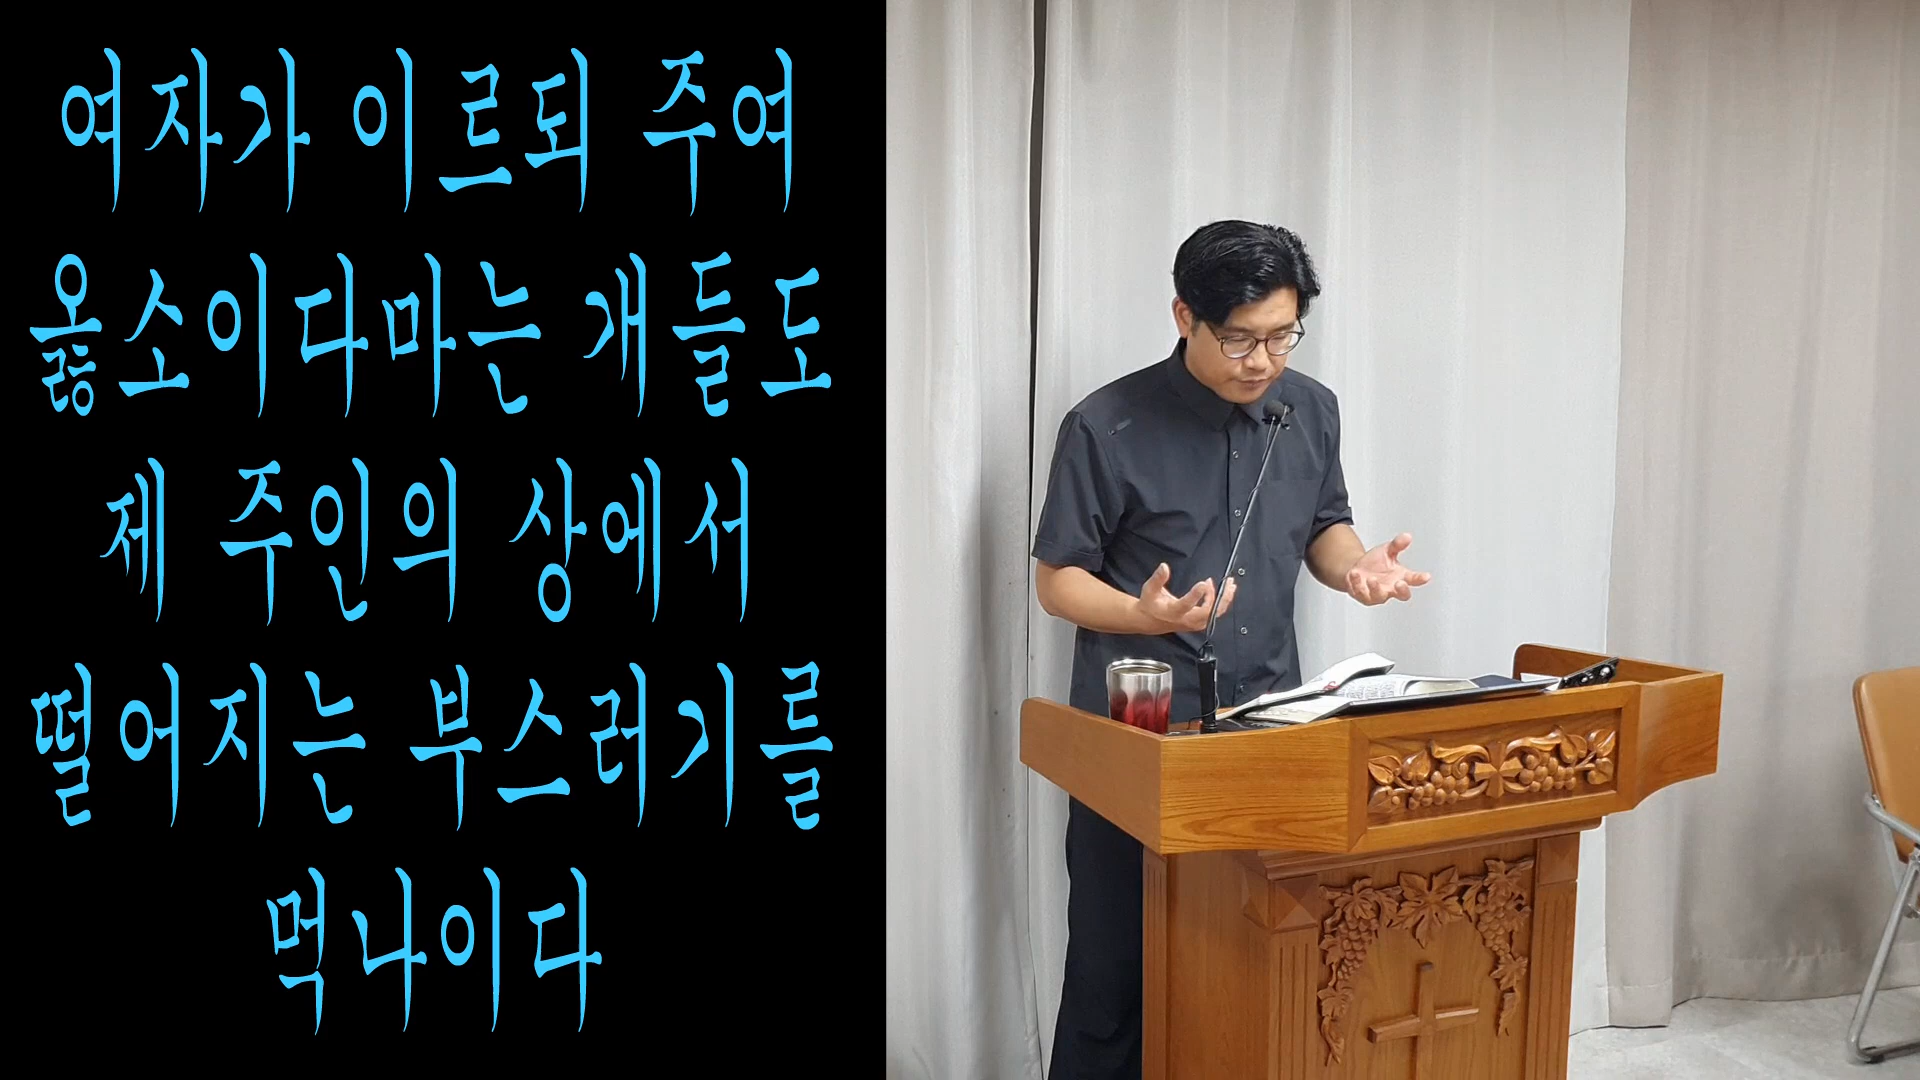 여자가 이르되 주여
옳소이다마는 개들도
제 주인의 상에서
떨어지는 부스러기를
먹나이다